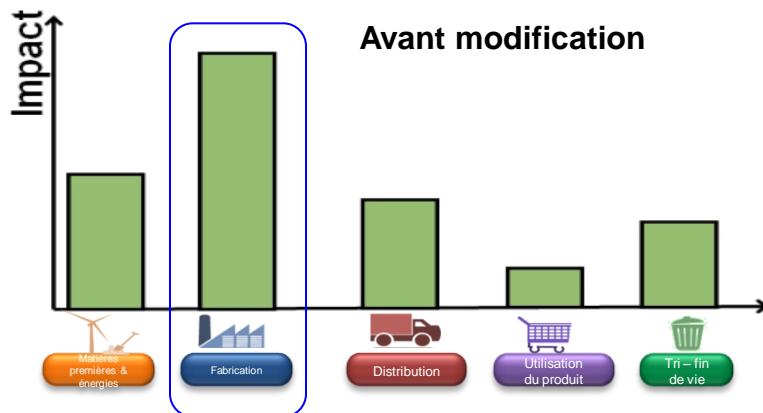 Avant modification
Impact
Matières
premières &
énergies
Fabrication
Distribution
Utilisation
du produit
Tri – fin
de vie